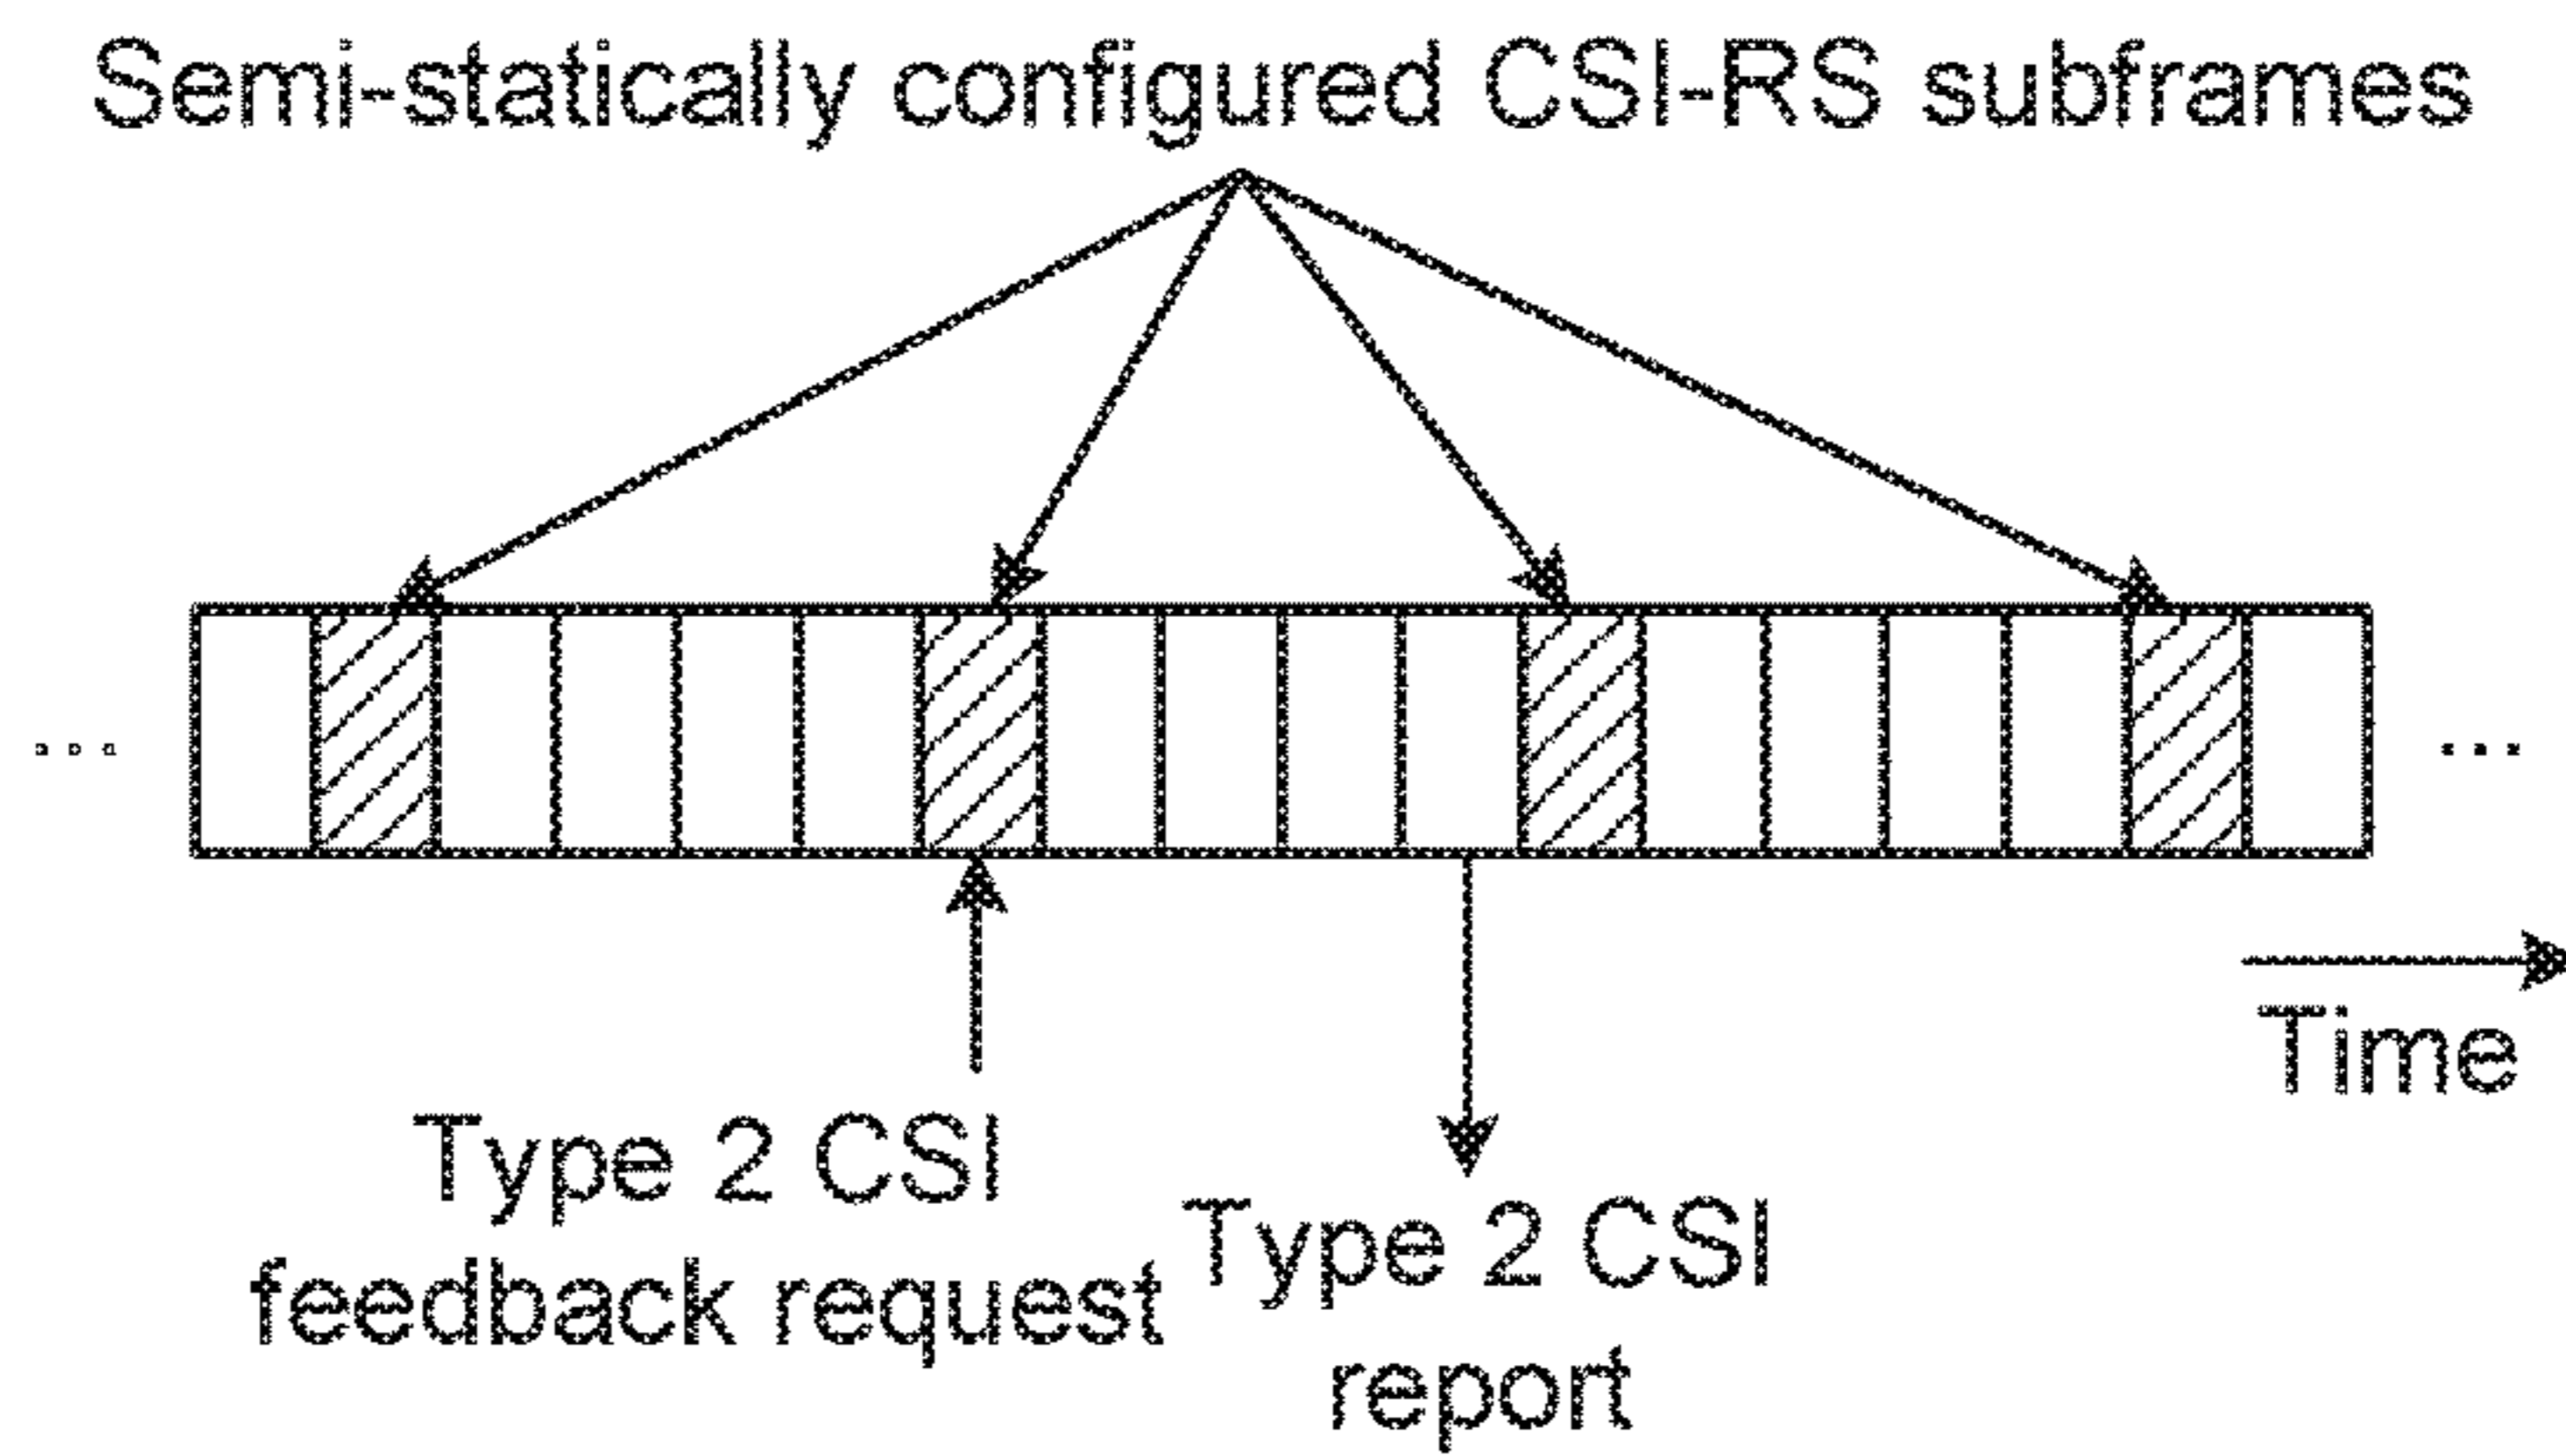 Semi-statically configured CSI-RS subframes
... ...
Time
Type 2 CSI
feedback request
Type 2 CSI
report